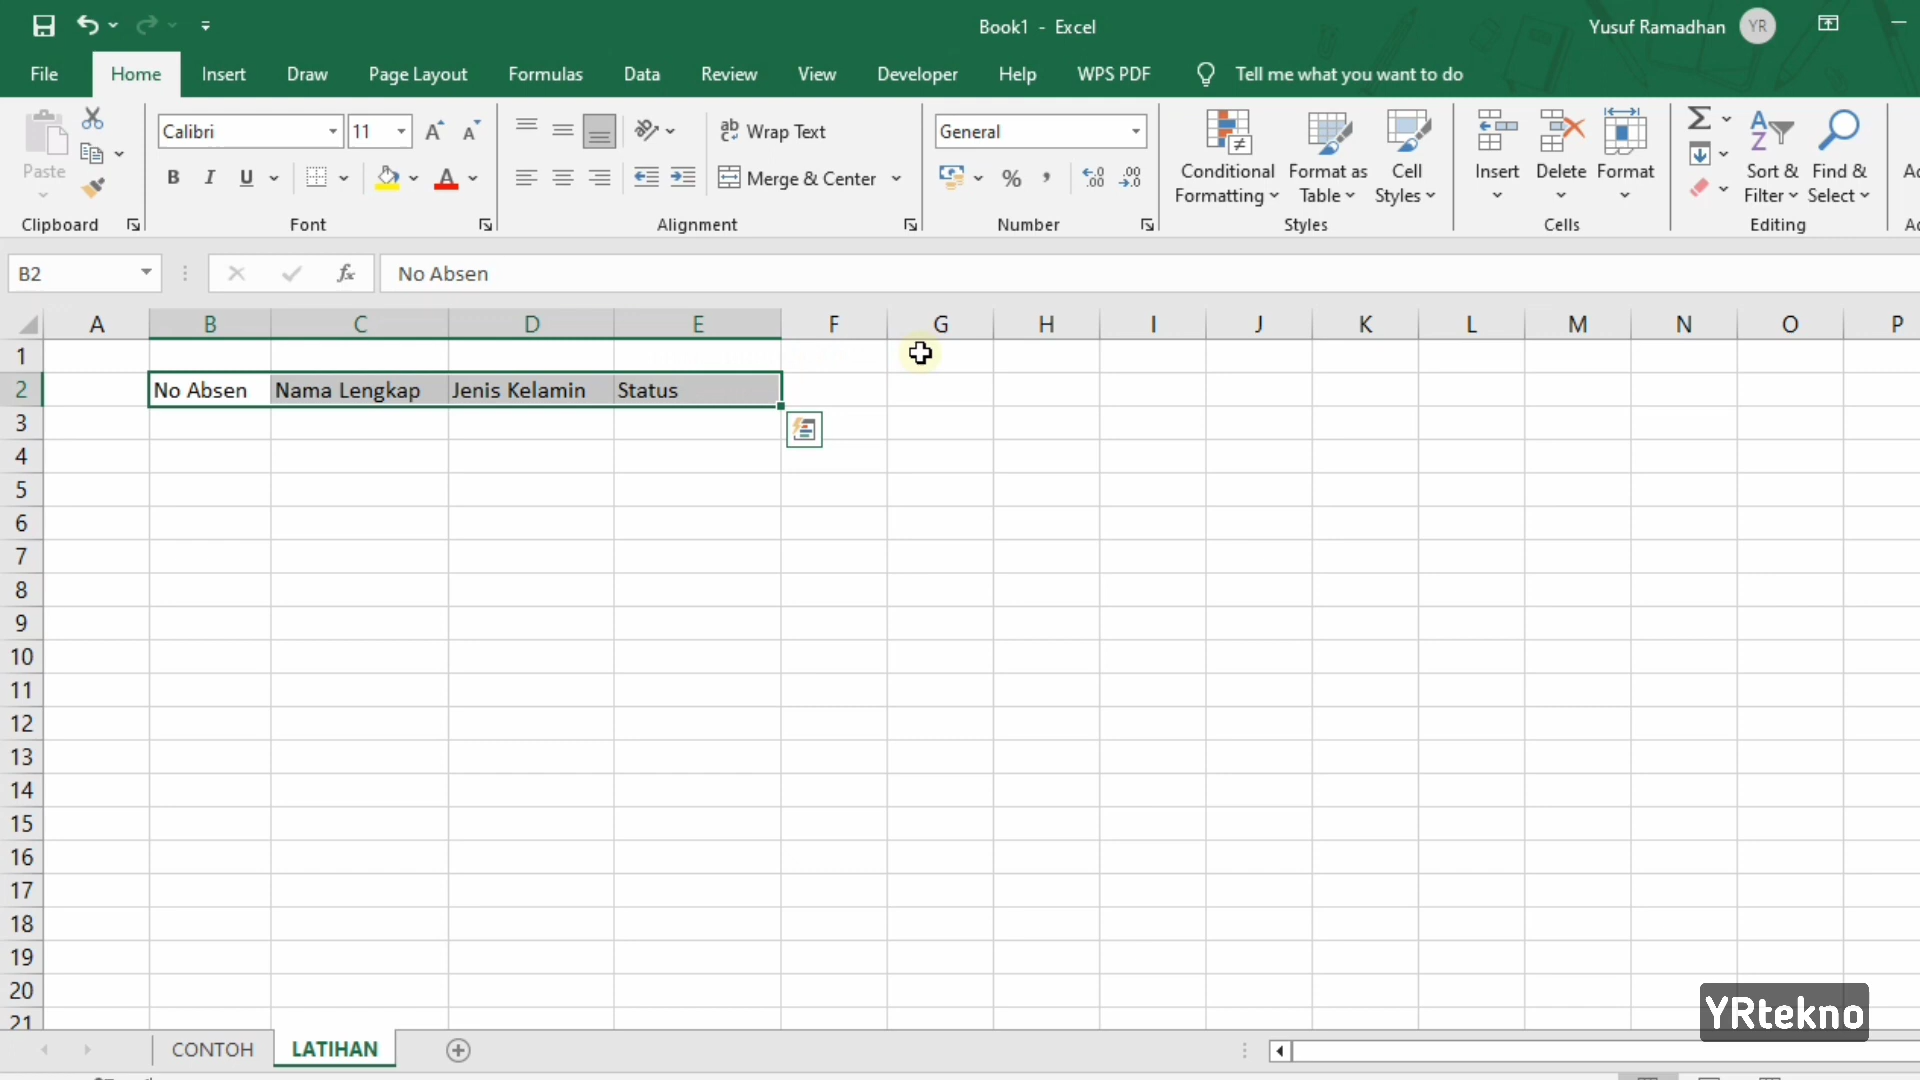 Book1 - Excel
Yusuf Ramadhan YR
File Home Insert Draw Page Layout Formulas Data Review View Developer Help WPS PDF Tell me what you want to do
Calibri 11
ab Wrap Text
General
Paste
B I U A
Merge & Center
% ,
Conditional Formatting
Format as Table
Cell Styles
Insert Delete Format
Sort & Filter
Find & Select
Clipboard Font Alignment Number Styles Cells Editing
B2 fx No Absen
A B C D E F G H I J K L M N O P
1
2 No Absen Nama Lengkap Jenis Kelamin Status
3
4
5
6
7
8
9
10
11
12
13
14
15
16
17
18
19
20
21
YRtekno
CONTOH LATIHAN